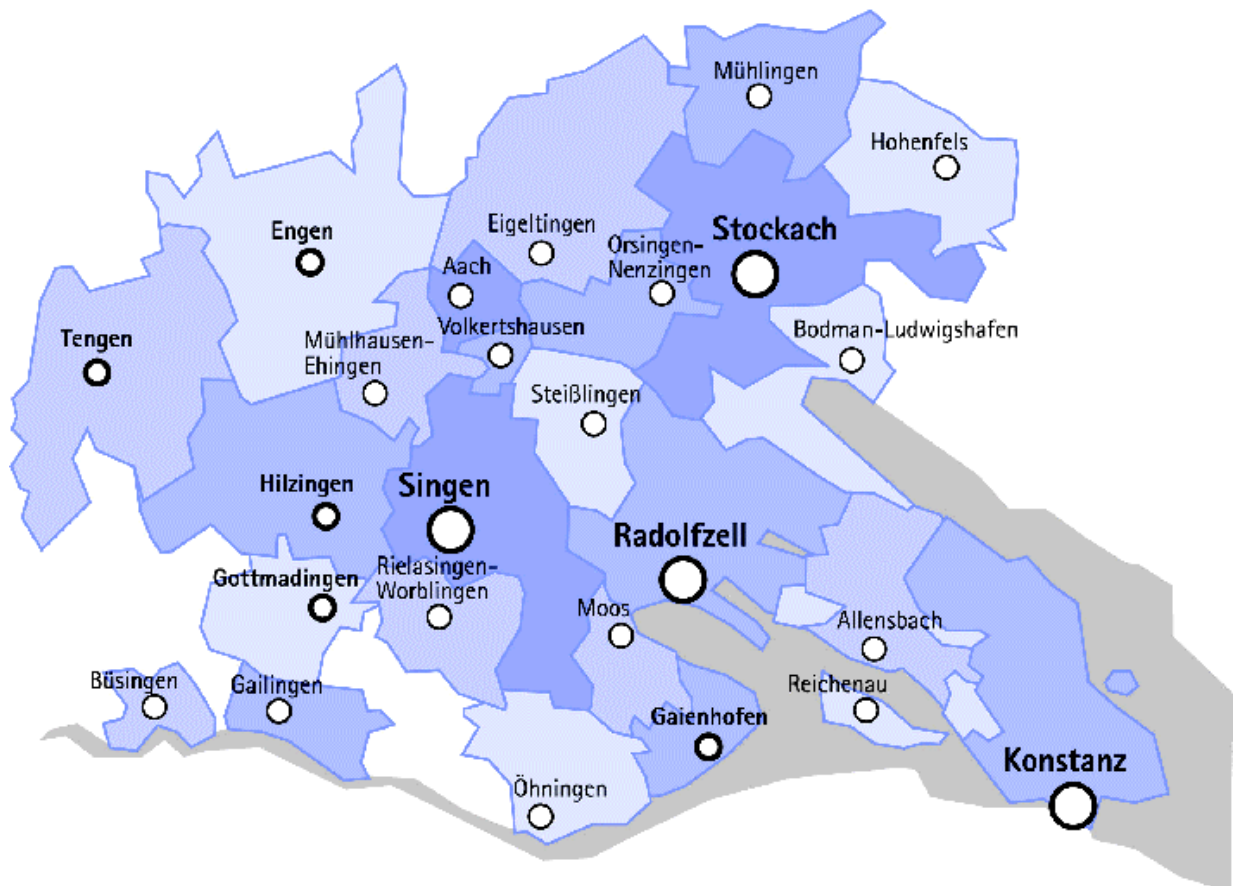 Mühlingen
Hohenfels
Engen
Eigeltingen
Stockach
Orsingen-
Nenzingen
Aach
Tengen
Mühlhausen-
Ehingen
Volkertshausen
Bodman-Ludwigshafen
Steißlingen
Hilzingen
Singen
Radolfzell
Gottmadingen
Rielasingen-
Worblingen
Moos
Allensbach
Büsingen
Gailingen
Reichenau
Gaienhofen
Konstanz
Öhningen